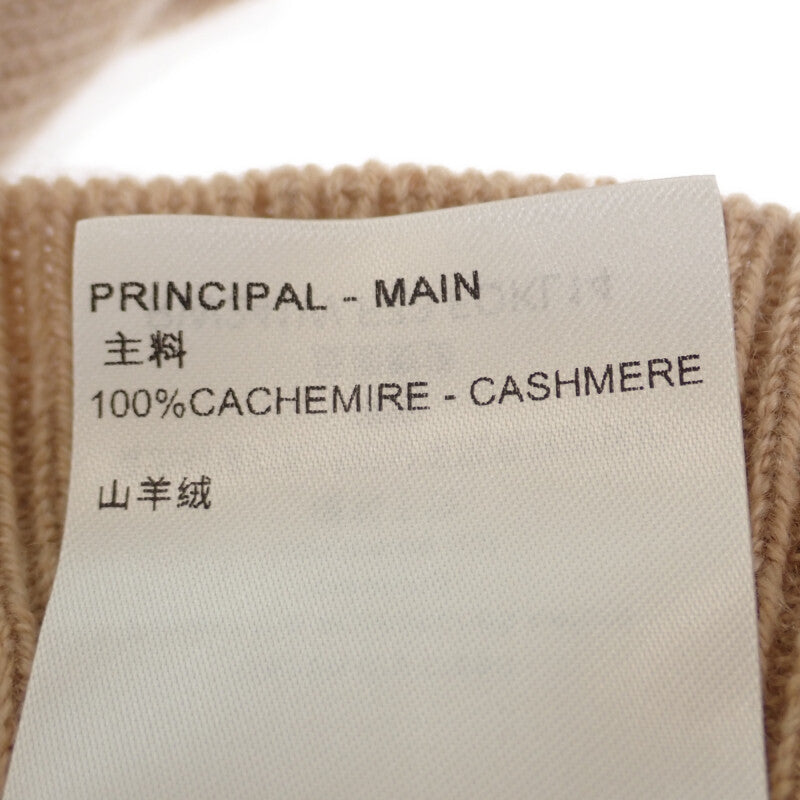 PRINCIPAL - MAIN
主料
100%CACHEMIRE - CASHMERE
山羊绒